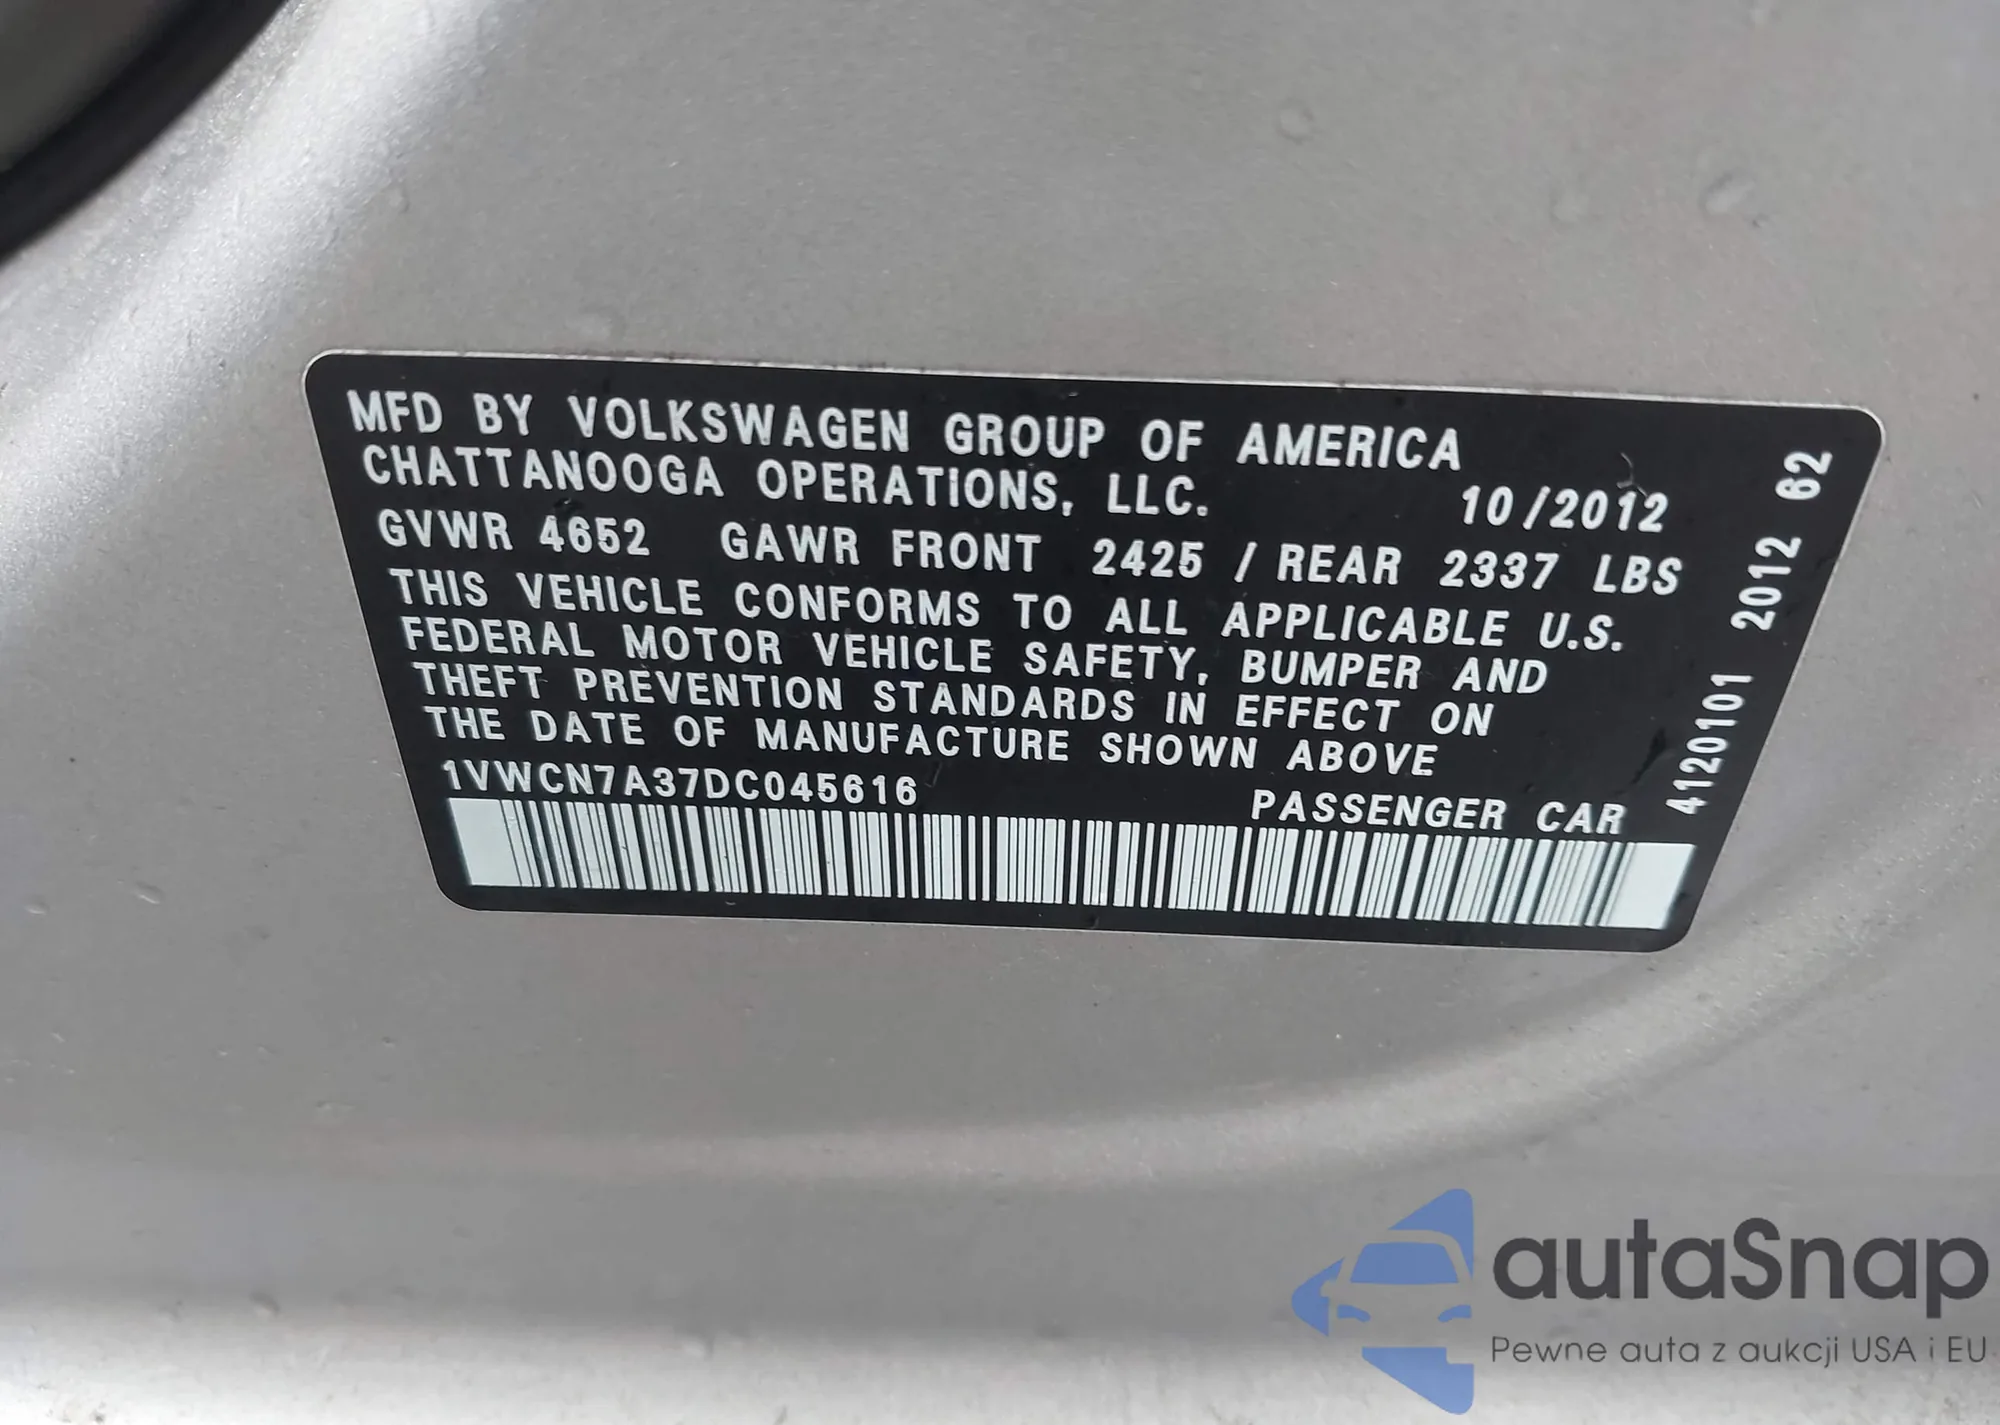 MFD BY VOLKSWAGEN GROUP OF AMERICA
CHATTANOOGA OPERATIONS, LLC. 10/2012
GVWR 4652 GAWR FRONT 2425 / REAR 2337 LBS
THIS VEHICLE CONFORMS TO ALL APPLICABLE U.S.
FEDERAL MOTOR VEHICLE SAFETY, BUMPER AND
THEFT PREVENTION STANDARDS IN EFFECT ON
THE DATE OF MANUFACTURE SHOWN ABOVE
1VWCN7A37DC045616 PASSENGER CAR
4120101 2012 62
autaSnap
Pewne auta z aukcji USA i EU